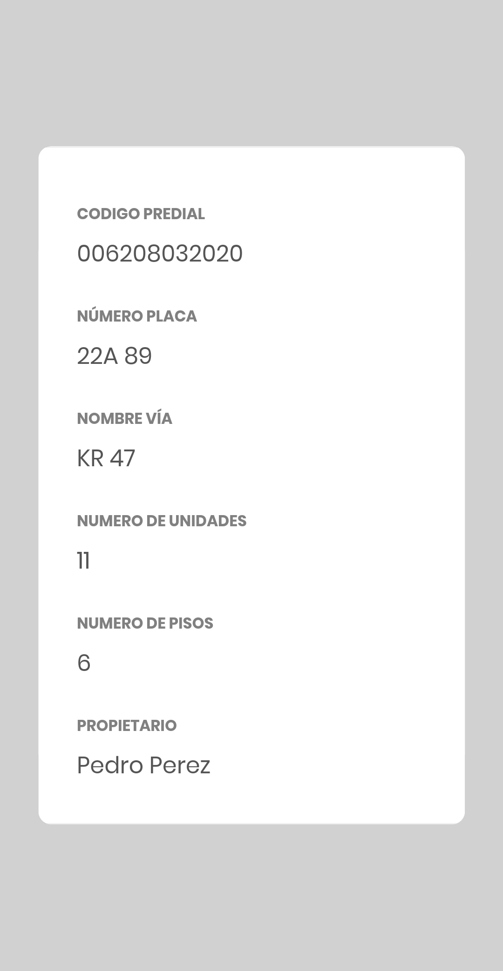 CODIGO PREDIAL
006208032020
NÚMERO PLACA
22A 89
NOMBRE VÍA
KR 47
NUMERO DE UNIDADES
11
NUMERO DE PISOS
6
PROPIETARIO
Pedro Perez